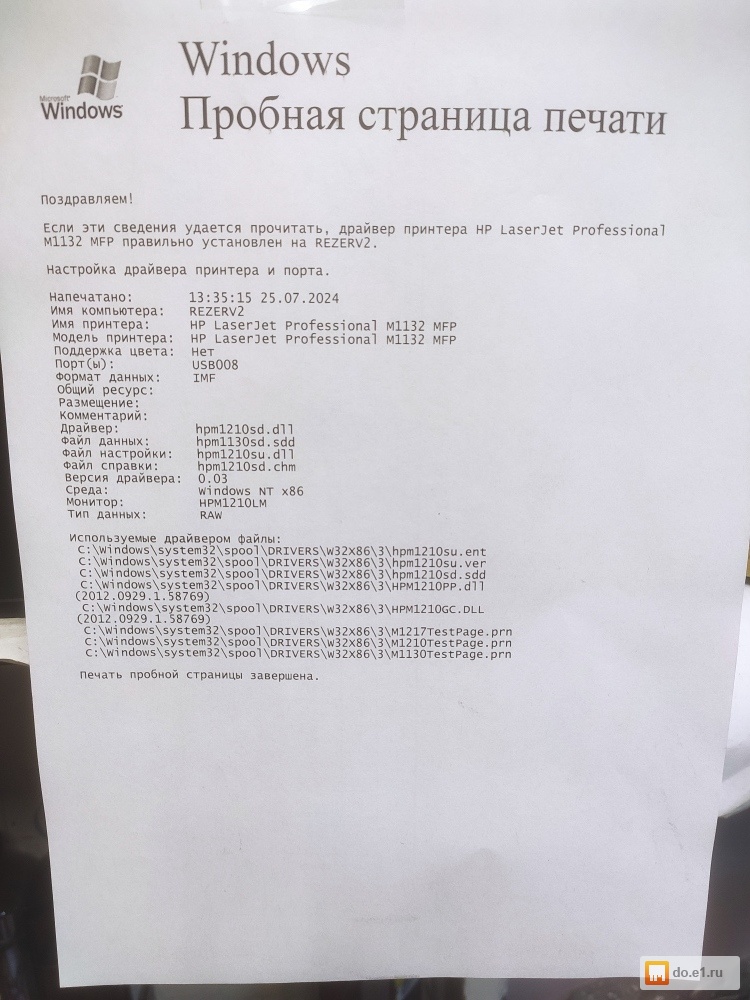 Microsoft
Windows
Windows
Пробная страница печати
Поздравляем!
Если эти сведения удается прочитать, драйвер принтера HP LaserJet Professional
M1132 MFP правильно установлен на REZERV2.
Настройка драйвера принтера и порта.
Напечатано: 13:35:15 25.07.2024
Имя компьютера: REZERV2
Имя принтера: HP LaserJet Professional M1132 MFP
Модель принтера: HP LaserJet Professional M1132 MFP
Поддержка цвета: Нет
Порт(ы): USB008
Формат данных: IMF
Общий ресурс:
Размещение:
Комментарий:
Драйвер: hpm1210sd.dll
Файл данных: hpm1130sd.sdd
Файл настройки: hpm1210su.dll
Файл справки: hpm1210sd.chm
Версия драйвера: 0.03
Среда: Windows NT x86
Монитор: HPM1210LM
Тип данных: RAW
Используемые драйвером файлы:
C:\Windows\system32\spool\DRIVERS\W32X86\3\hpm1210su.ent
C:\Windows\system32\spool\DRIVERS\W32X86\3\hpm1210su.ver
C:\Windows\system32\spool\DRIVERS\W32X86\3\hpm1210sd.sdd
C:\Windows\system32\spool\DRIVERS\W32X86\3\HPM1210PP.dll
(2012.0929.1.58769)
C:\Windows\system32\spool\DRIVERS\W32X86\3\HPM1210GC.DLL
(2012.0929.1.58769)
C:\Windows\system32\spool\DRIVERS\W32X86\3\M1217TestPage.prn
C:\Windows\system32\spool\DRIVERS\W32X86\3\M1210TestPage.prn
C:\Windows\system32\spool\DRIVERS\W32X86\3\M1130TestPage.prn
Печать пробной страницы завершена.
do.e1.ru